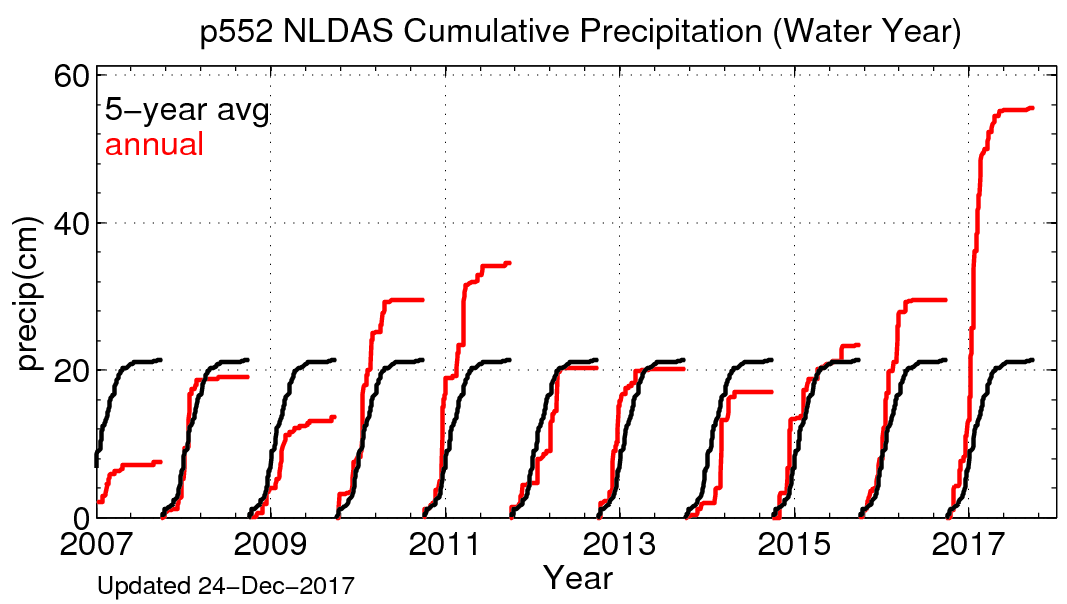 p552 NLDAS Cumulative Precipitation (Water Year)
60
5−year avg
annual
40
precip(cm)
20
0
2007 2009 2011 2013 2015 2017
Year
Updated 24−Dec−2017